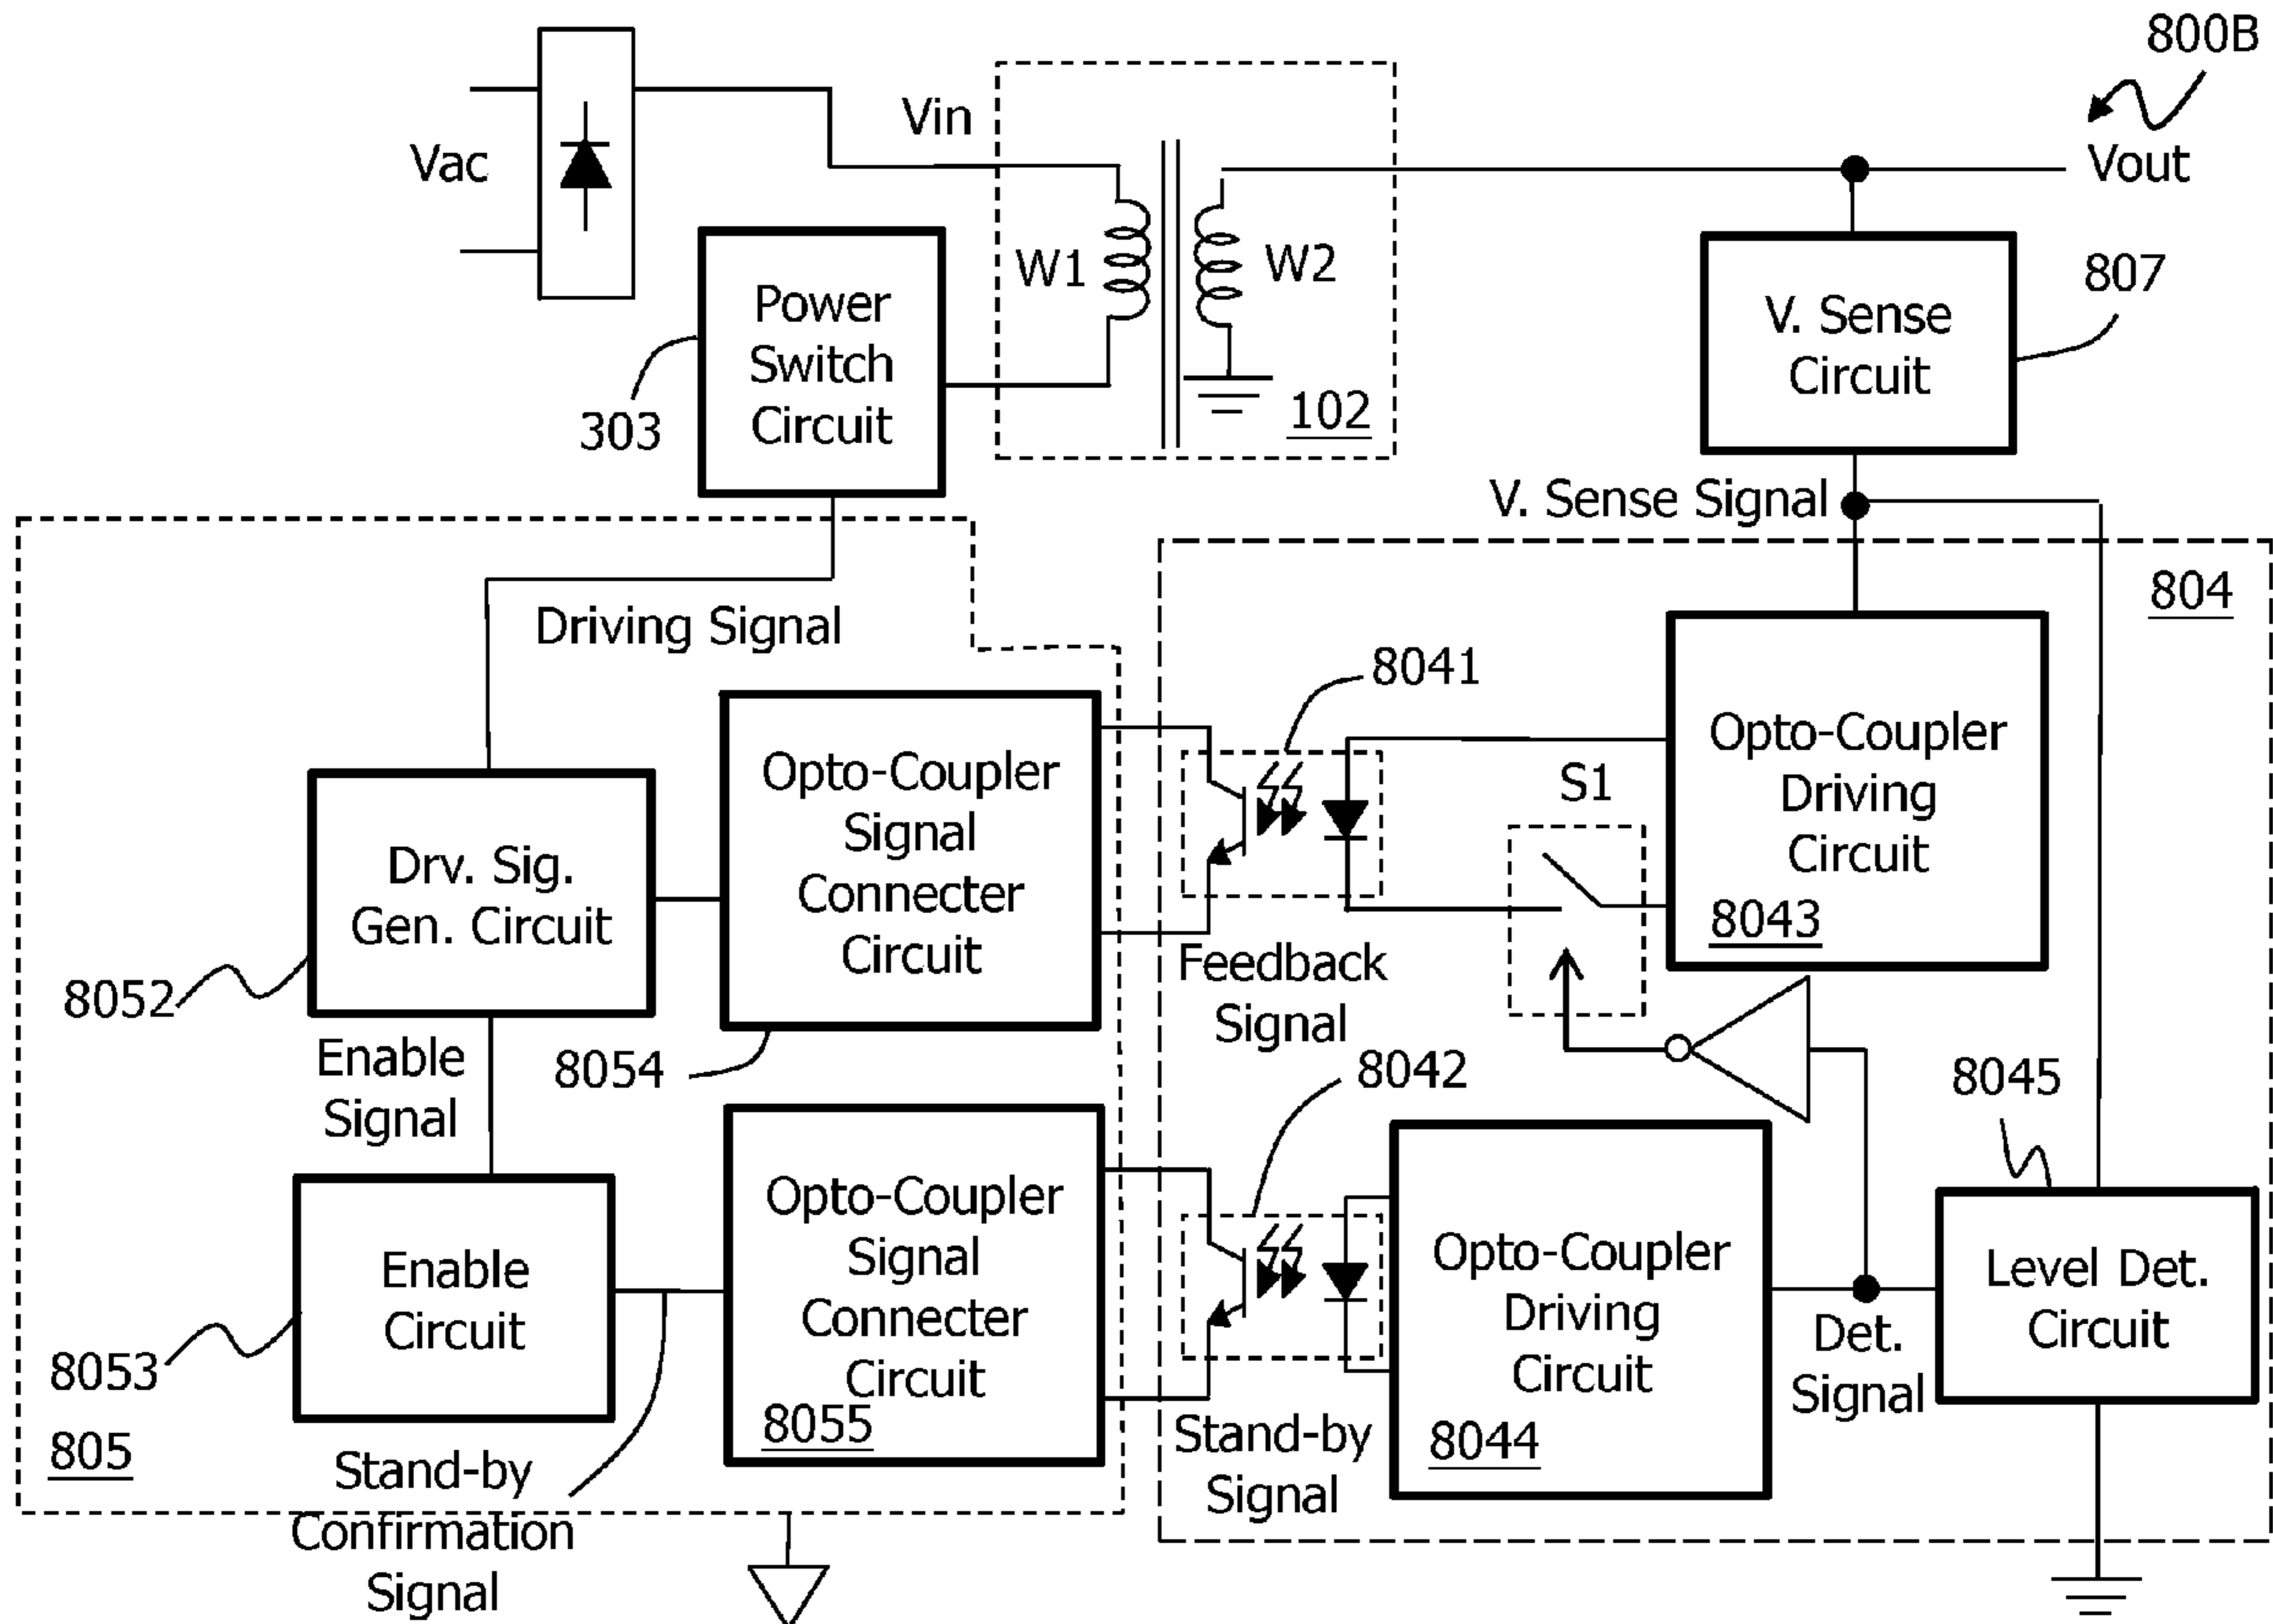 800B
Vac
Vin
Vout
W1
W2
102
Power
Switch
Circuit
303
V. Sense
Circuit
807
V. Sense Signal
804
Driving Signal
8041
Opto-Coupler
Driving
Circuit
8043
S1
Opto-Coupler
Signal
Connecter
Circuit
8054
Drv. Sig.
Gen. Circuit
8052
Feedback
Signal
Enable
Signal
8042
8045
Enable
Circuit
8053
Opto-Coupler
Signal
Connecter
Circuit
8055
Opto-Coupler
Driving
Circuit
8044
Level Det.
Circuit
Det.
Signal
Stand-by
Signal
805
Stand-by
Confirmation
Signal